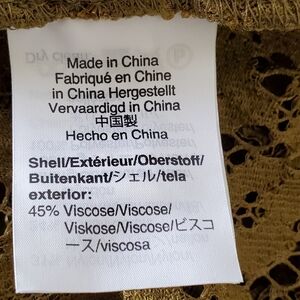 Made in China
Fabriqué en Chine
in China Hergestellt
Vervaardigd in China
中国製
Hecho en China
Shell/Extérieur/Oberstoff/
Buitenkant/シェル/tela
exterior:
45% Viscose/Viscose/
Viskose/Viscose/ビスコ
ース/viscosa